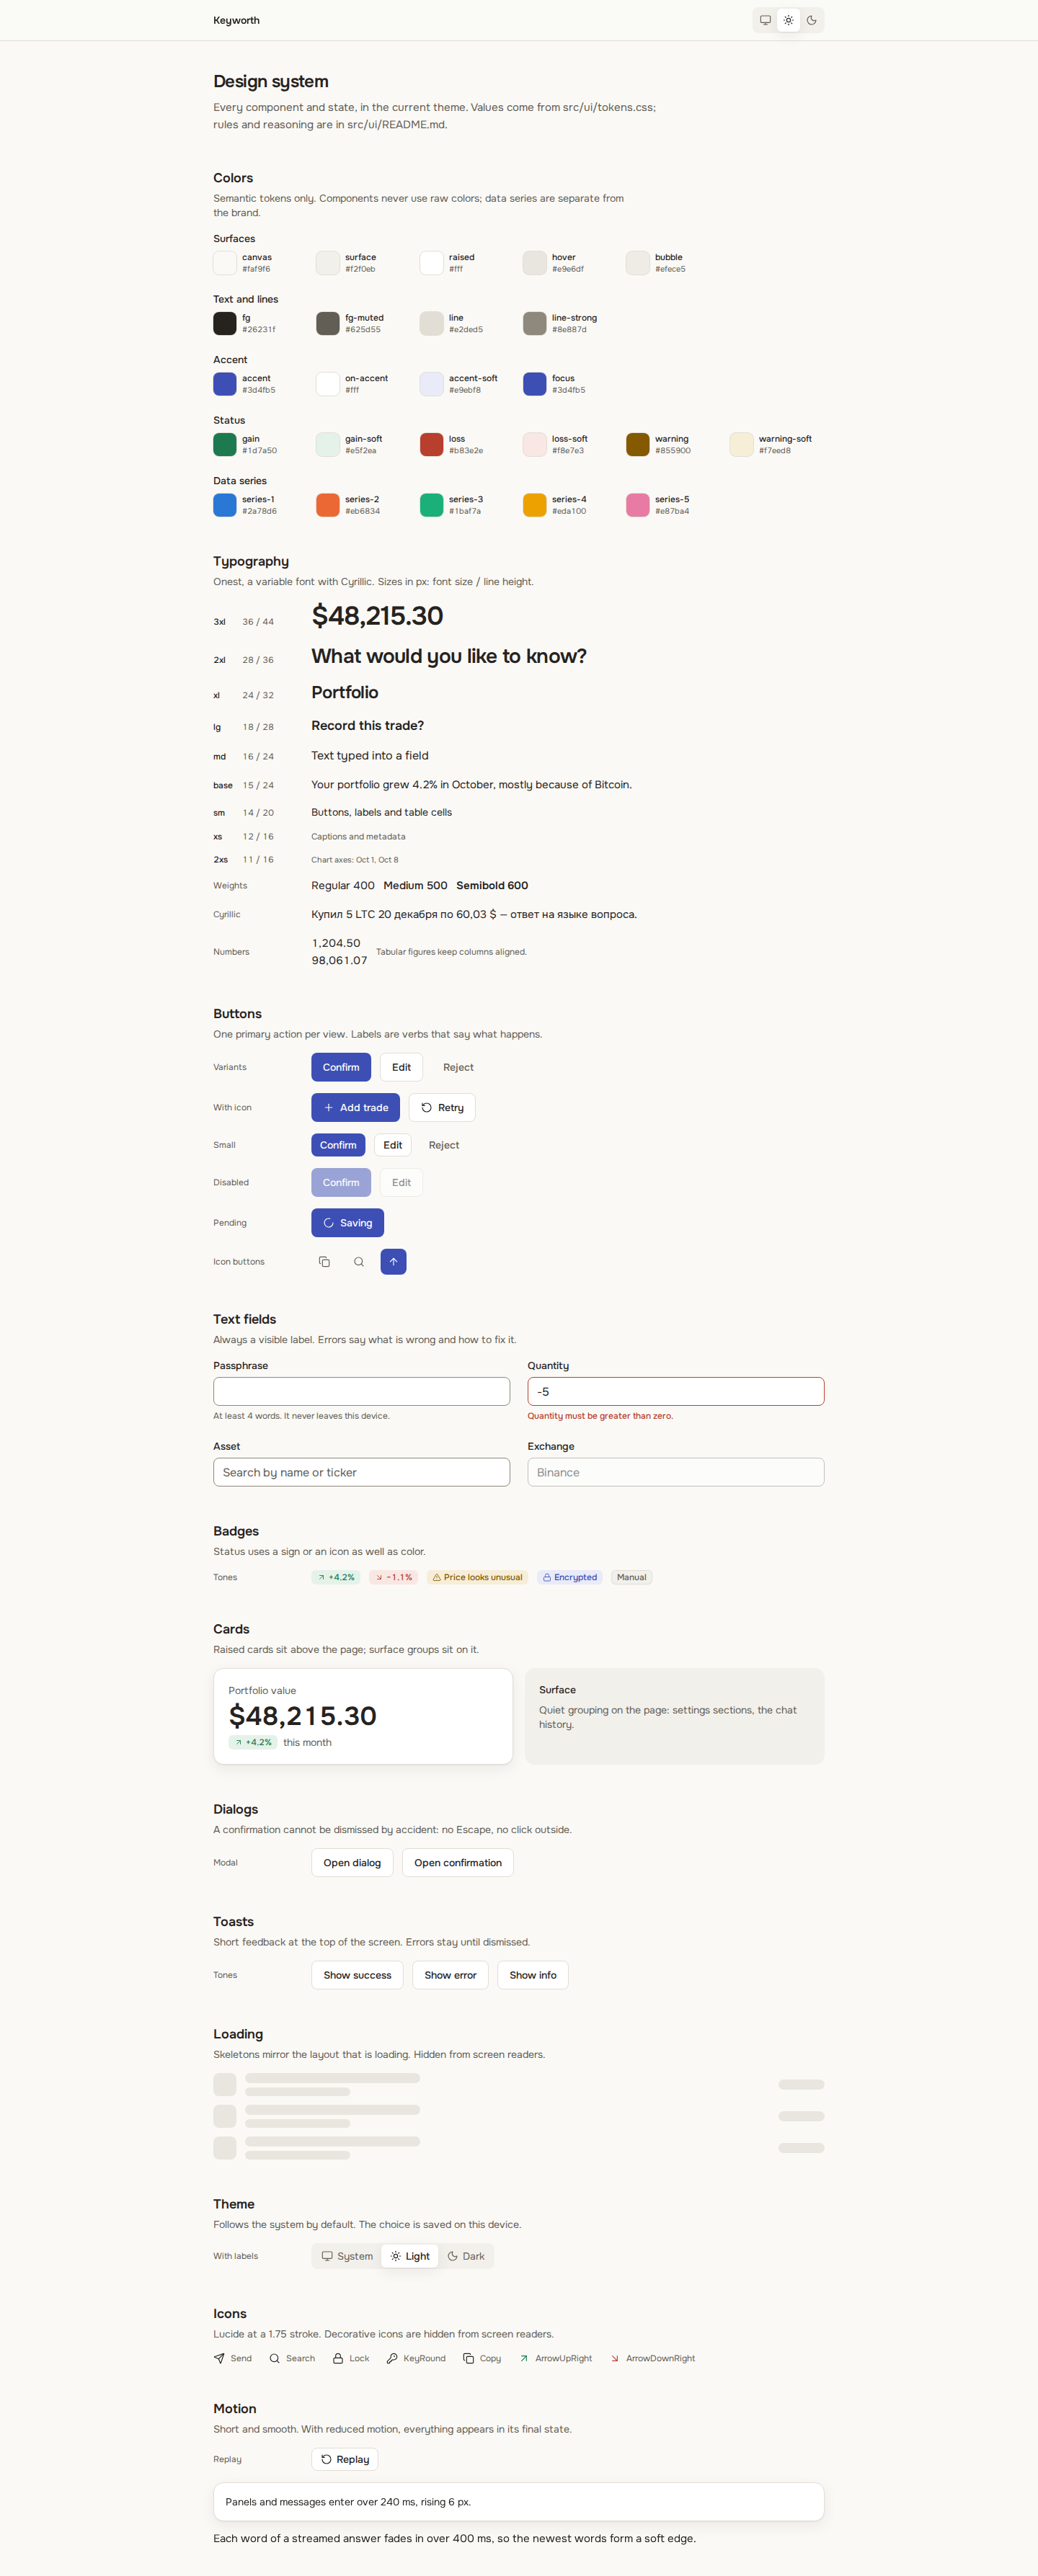 Keyworth
Design system
Every component and state, in the current theme. Values come from src/ui/tokens.css;
rules and reasoning are in src/ui/README.md.
Colors
Semantic tokens only. Components never use raw colors; data series are separate from
the brand.
Surfaces
canvas surface raised hover bubble
#faf9f6 #f2f0eb #fff #e9e6df #efece5
Text and lines
fg fg-muted line line-strong
#26231f #625d55 #e2ded5 #8e887d
Accent
accent on-accent accent-soft focus
#3d4fb5 #fff #e9ebf8 #3d4fb5
Status
gain gain-soft loss loss-soft warning warning-soft
#1d7a50 #e5f2ea #b83e2e #f8e7e3 #855900 #f7eed8
Data series
series-1 series-2 series-3 series-4 series-5
#2a78d6 #eb6834 #1baf7a #eda100 #e87ba4
Typography
Onest, a variable font with Cyrillic. Sizes in px: font size / line height.
3xl 36 / 44 $48,215.30
2xl 28 / 36 What would you like to know?
xl 24 / 32 Portfolio
lg 18 / 28 Record this trade?
md 16 / 24 Text typed into a field
base 15 / 24 Your portfolio grew 4.2% in October, mostly because of Bitcoin.
sm 14 / 20 Buttons, labels and table cells
xs 12 / 16 Captions and metadata
2xs 11 / 16 Chart axes: Oct 1, Oct 8
Weights Regular 400 Medium 500 Semibold 600
Cyrillic Купил 5 LTC 20 декабря по 60,03 $ — ответ на языке вопроса.
Numbers 1,204.50
98,061.07 Tabular figures keep columns aligned.
Buttons
One primary action per view. Labels are verbs that say what happens.
Variants Confirm Edit Reject
With icon Add trade Retry
Small Confirm Edit Reject
Disabled Confirm Edit
Pending Saving
Icon buttons
Text fields
Always a visible label. Errors say what is wrong and how to fix it.
Passphrase Quantity
-5
At least 4 words. It never leaves this device. Quantity must be greater than zero.
Asset Exchange
Search by name or ticker Binance
Badges
Status uses a sign or an icon as well as color.
Tones +4.2% −1.1% Price looks unusual Encrypted Manual
Cards
Raised cards sit above the page; surface groups sit on it.
Portfolio value
$48,215.30
+4.2% this month
Surface
Quiet grouping on the page: settings sections, the chat
history.
Dialogs
A confirmation cannot be dismissed by accident: no Escape, no click outside.
Modal Open dialog Open confirmation
Toasts
Short feedback at the top of the screen. Errors stay until dismissed.
Tones Show success Show error Show info
Loading
Skeletons mirror the layout that is loading. Hidden from screen readers.
Theme
Follows the system by default. The choice is saved on this device.
With labels System Light Dark
Icons
Lucide at a 1.75 stroke. Decorative icons are hidden from screen readers.
Send Search Lock KeyRound Copy ArrowUpRight ArrowDownRight
Motion
Short and smooth. With reduced motion, everything appears in its final state.
Replay Replay
Panels and messages enter over 240 ms, rising 6 px.
Each word of a streamed answer fades in over 400 ms, so the newest words form a soft edge.